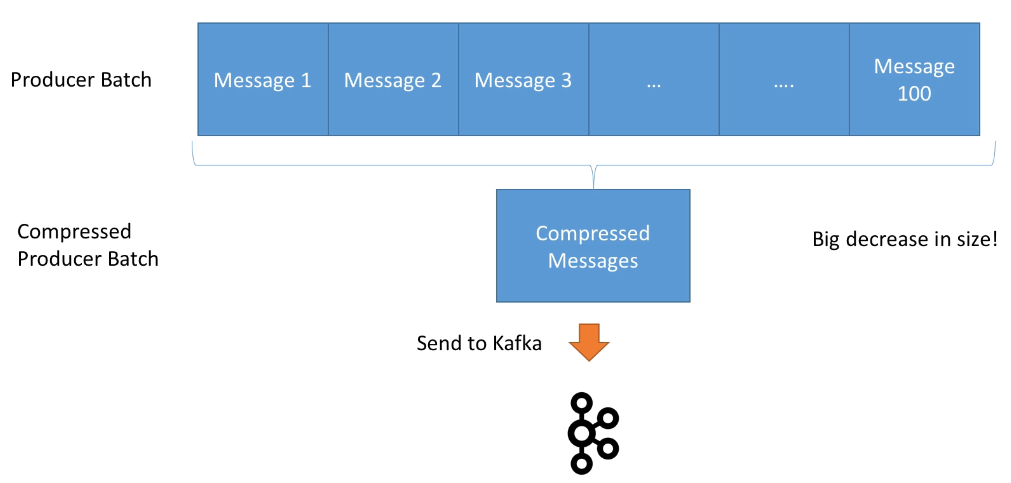 Producer Batch
Message 1
Message 2
Message 3
...
....
Message
100
Compressed
Producer Batch
Compressed
Messages
Big decrease in size!
Send to Kafka